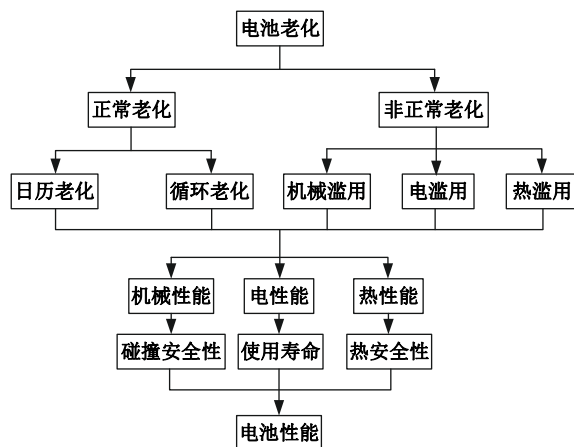 电池老化
正常老化
非正常老化
日历老化
循环老化
机械滥用
电滥用
热滥用
机械性能
电性能
热性能
碰撞安全性
使用寿命
热安全性
电池性能